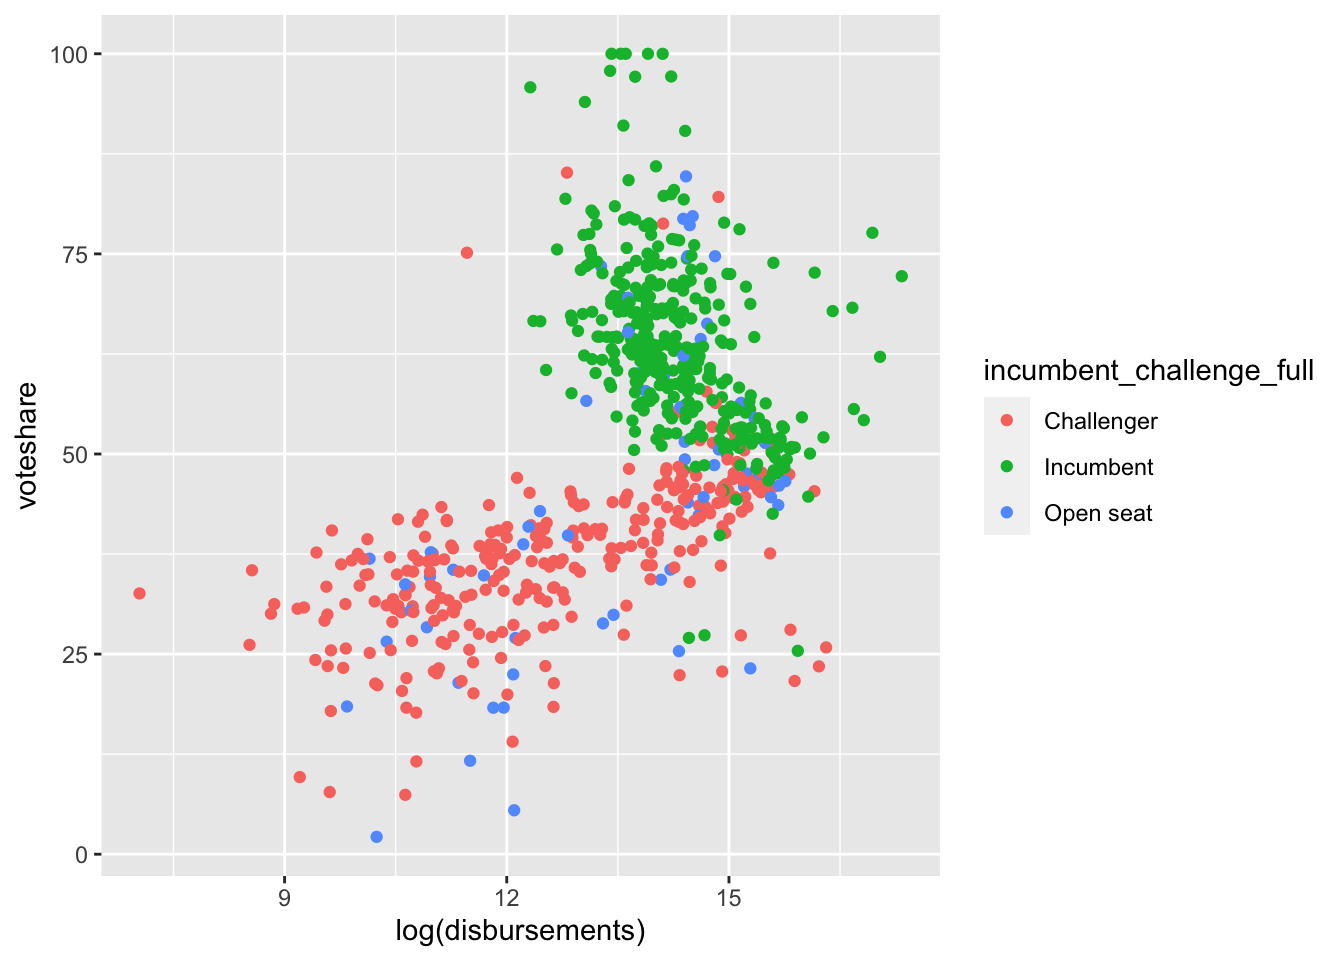 100
75
50
25
0
voteshare
9 12 15
log(disbursements)
incumbent_challenge_full
Challenger
Incumbent
Open seat